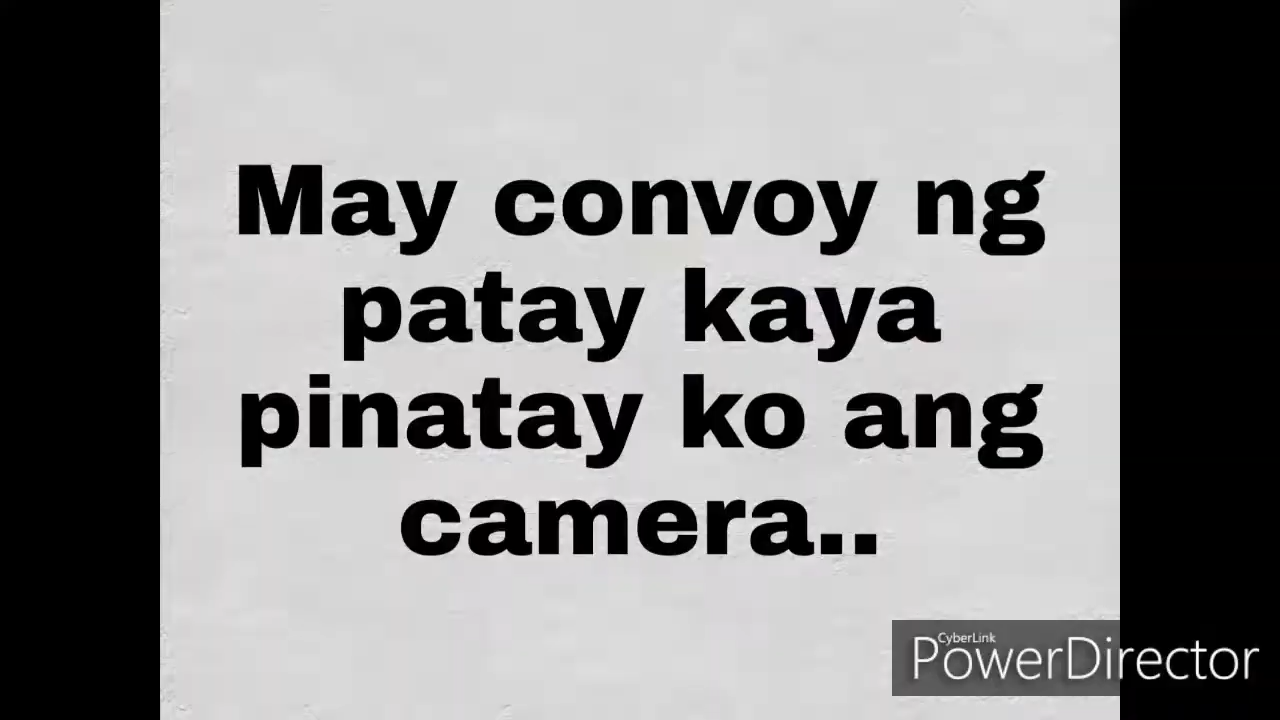 May convoy ng
patay kaya
pinatay ko ang
camera..
CyberLink
PowerDirector